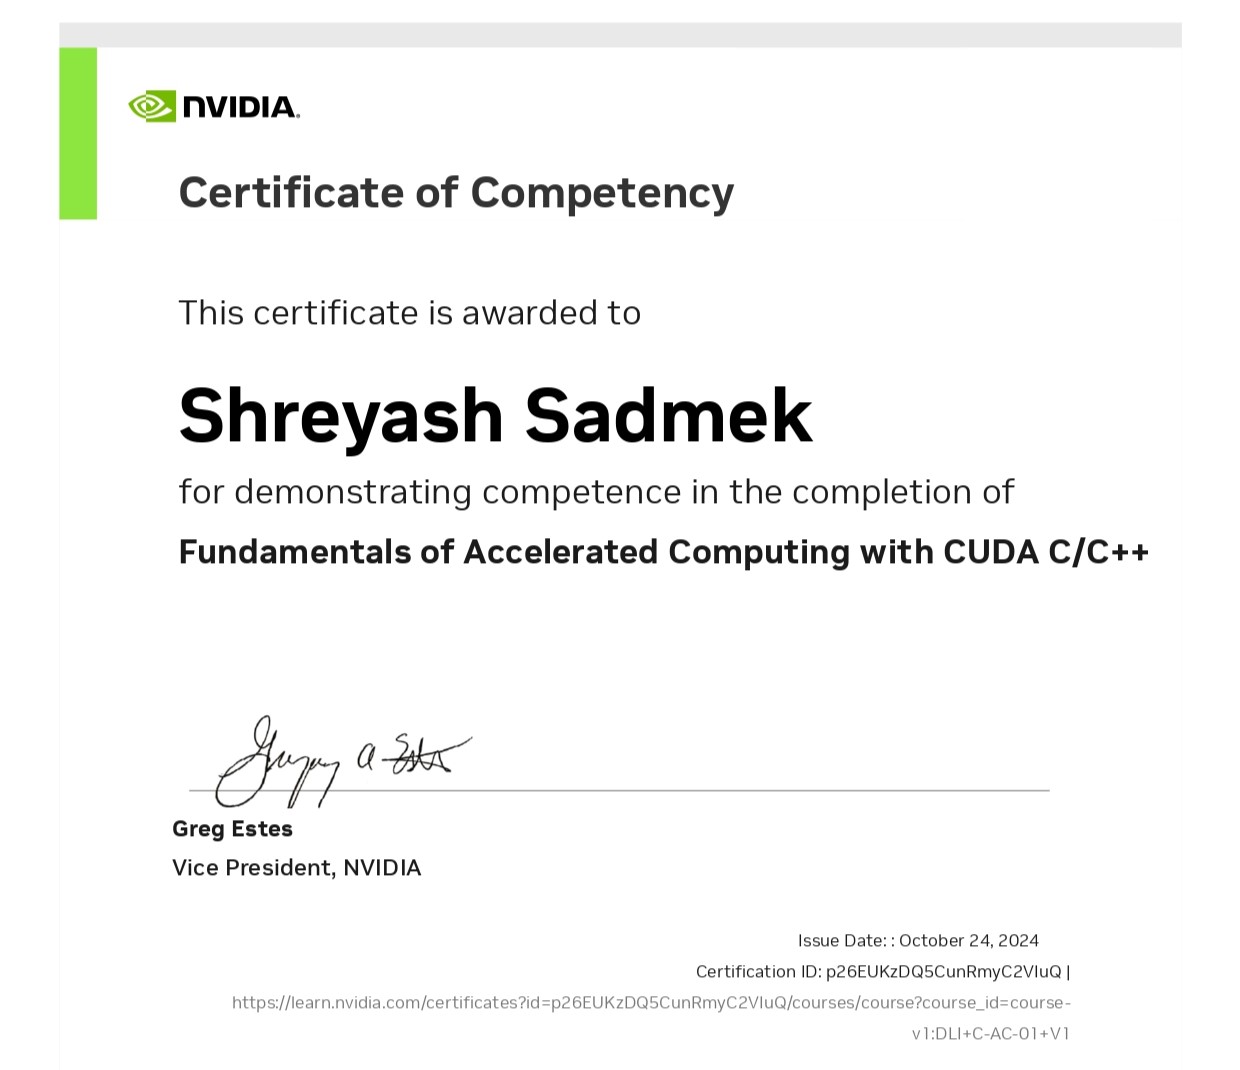 NVIDIA.
Certificate of Competency
This certificate is awarded to
Shreyash Sadmek
for demonstrating competence in the completion of
Fundamentals of Accelerated Computing with CUDA C/C++
Greg Estes
Vice President, NVIDIA
Issue Date: : October 24, 2024
Certification ID: p26EUKzDQ5CunRmyC2VIuQ |
https://learn.nvidia.com/certificates?id=p26EUKzDQ5CunRmyC2VIuQ/courses/course?course_id=course-
v1:DLI+C-AC-01+V1